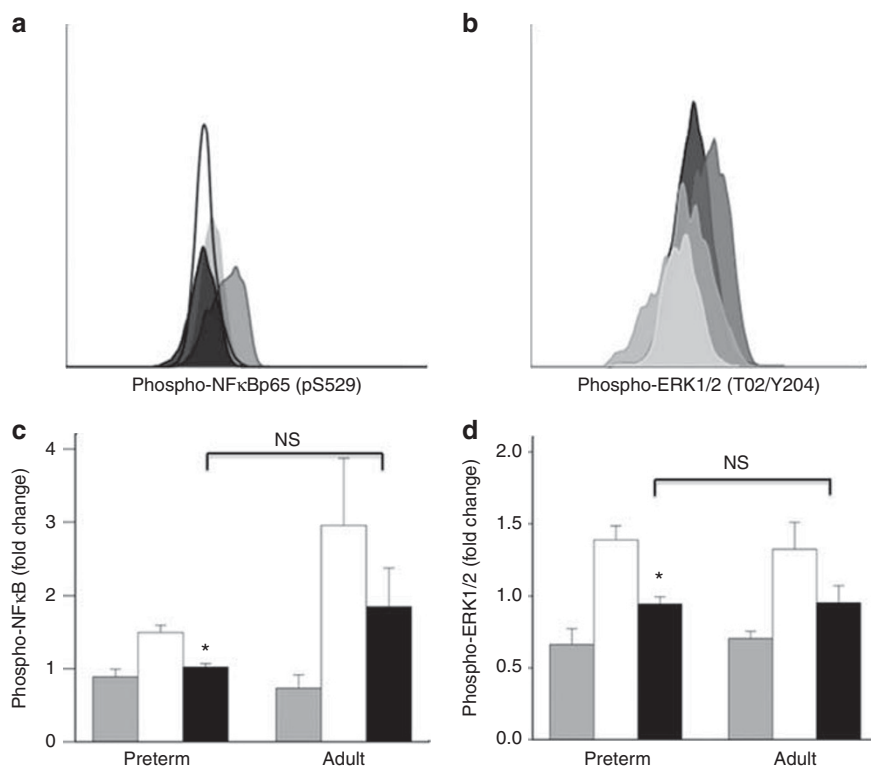 a
b
Phospho-NFκBp65 (pS529)
Phospho-ERK1/2 (T02/Y204)
c
Phospho-NFκB (fold change)
4
3
2
1
0
NS
*
Preterm
Adult
d
Phospho-ERK1/2 (fold change)
2.0
1.5
1.0
0.5
0.0
NS
*
Preterm
Adult